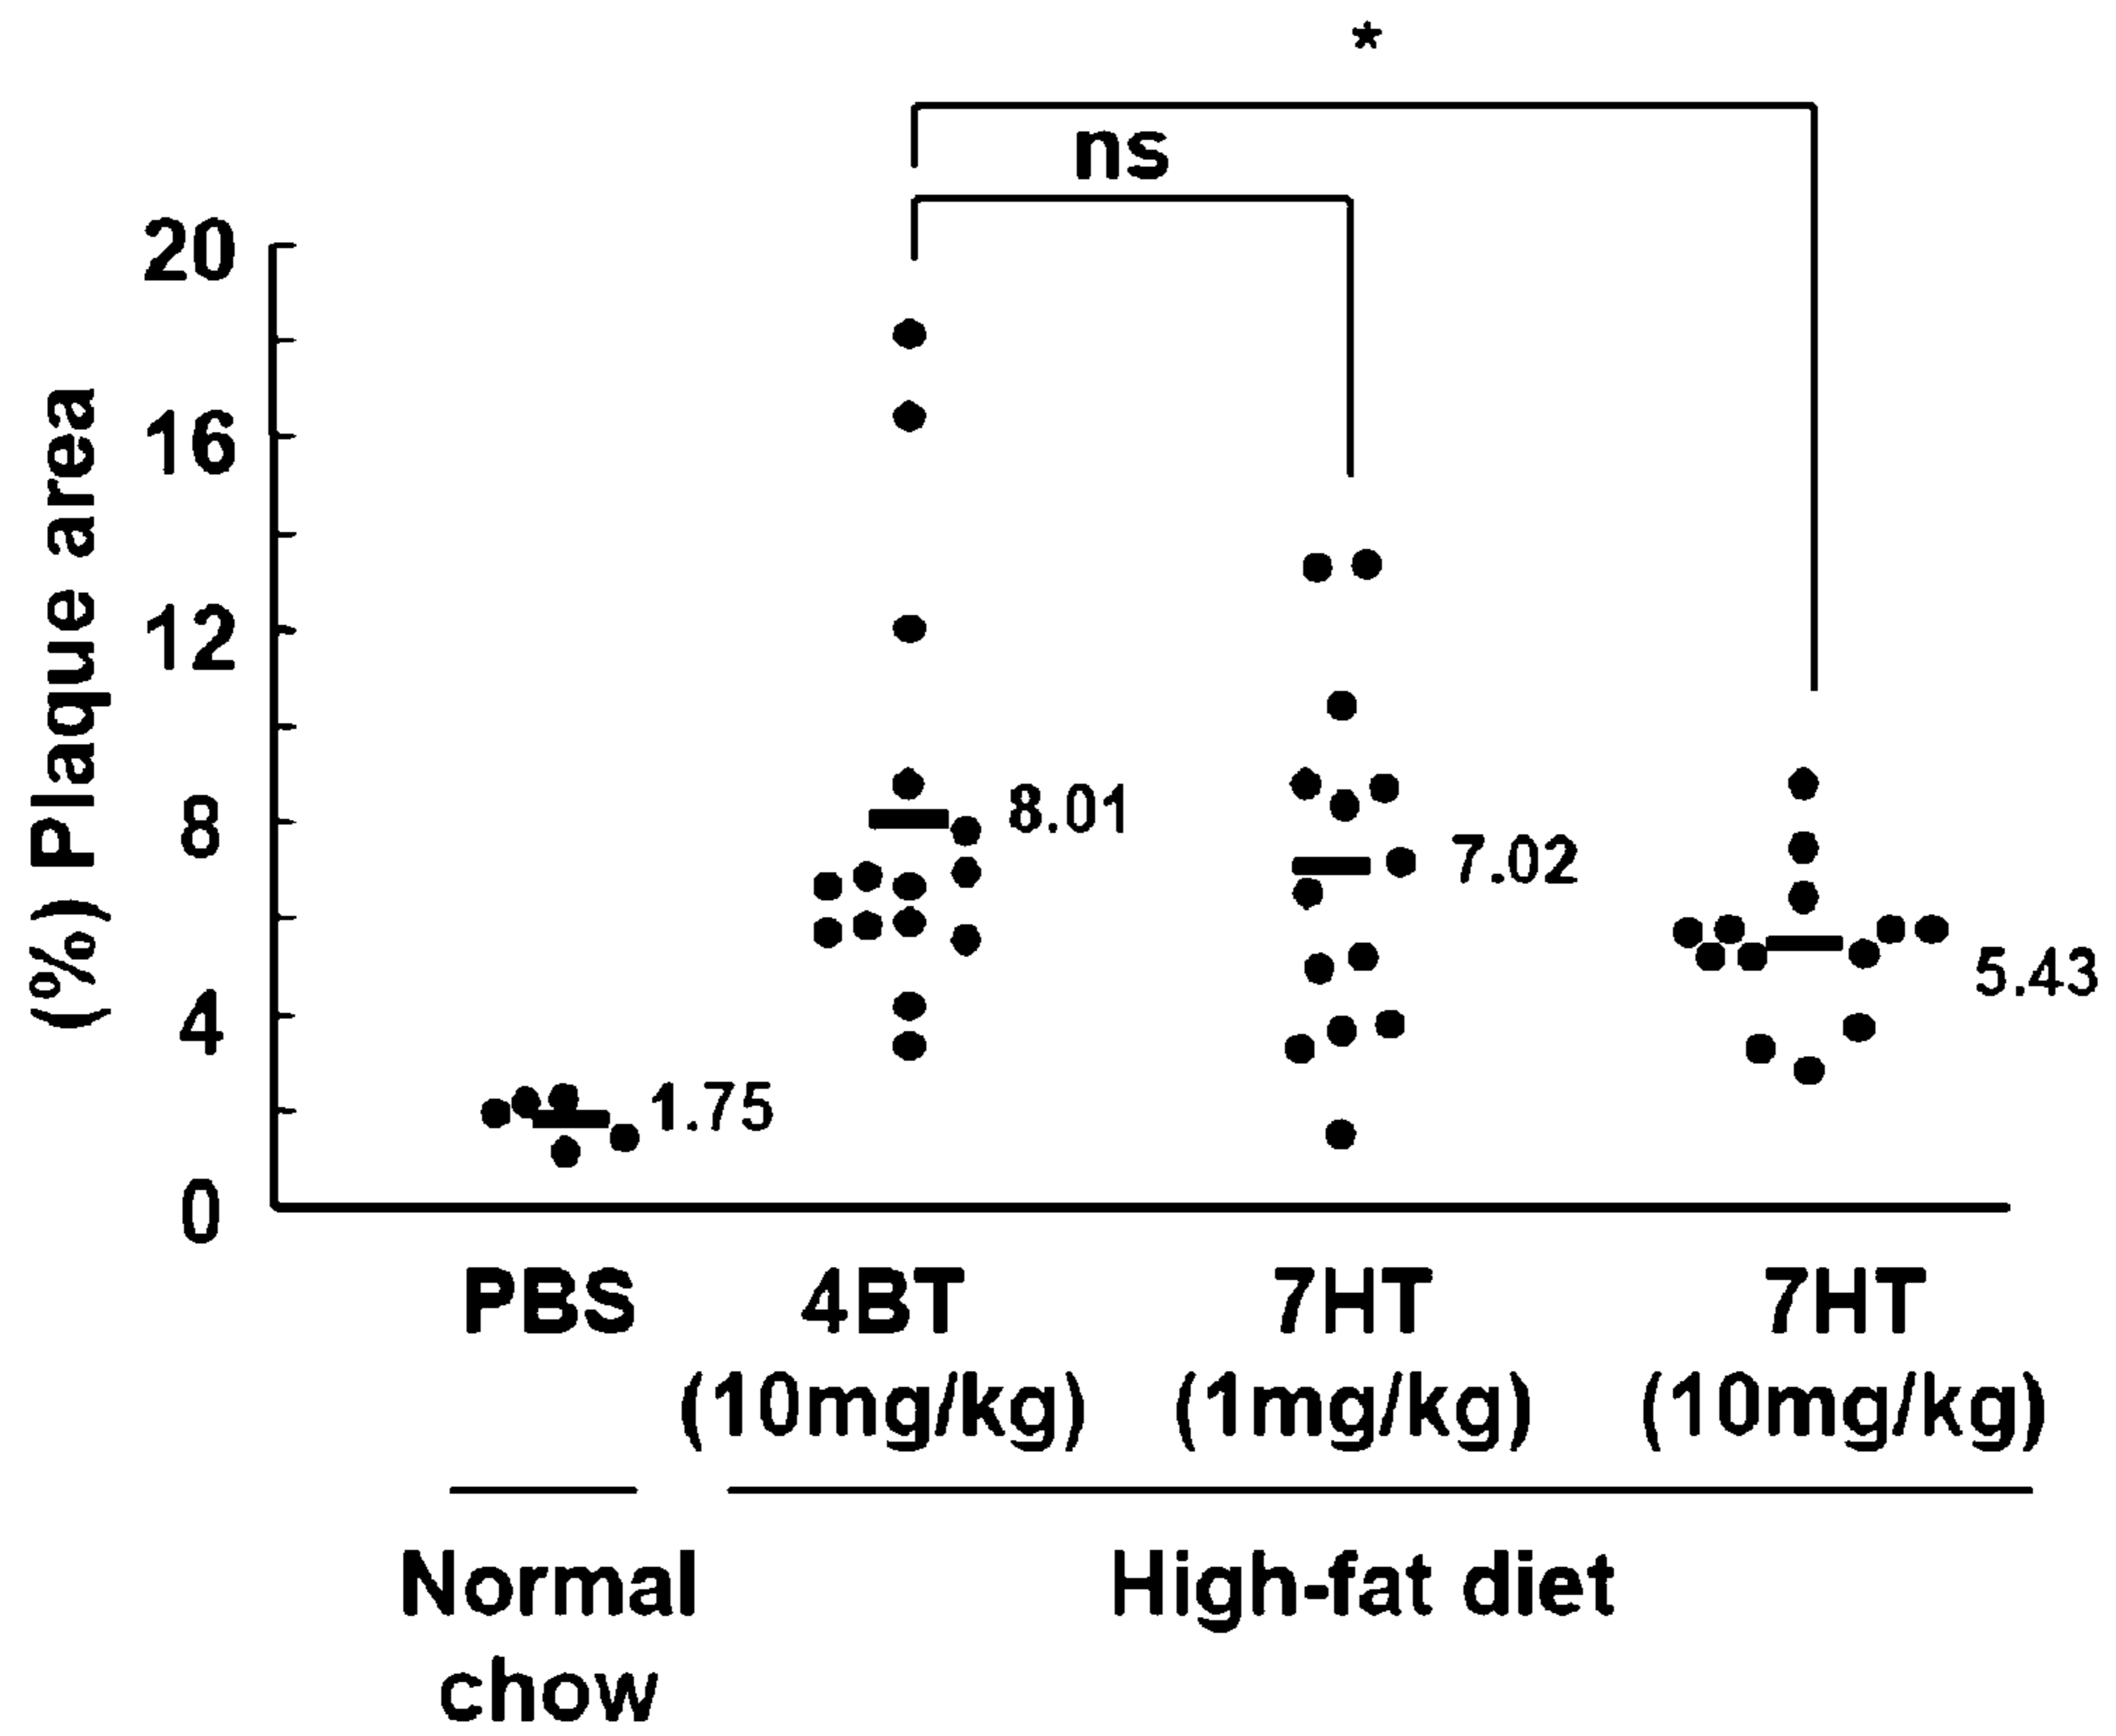 *
ns
20
16
12
8
4
0
(%) Plaque area
8.01
7.02
5.43
1.75
PBS 4BT 7HT 7HT
(10mg/kg) (1mg/kg) (10mg/kg)
Normal chow
High-fat diet